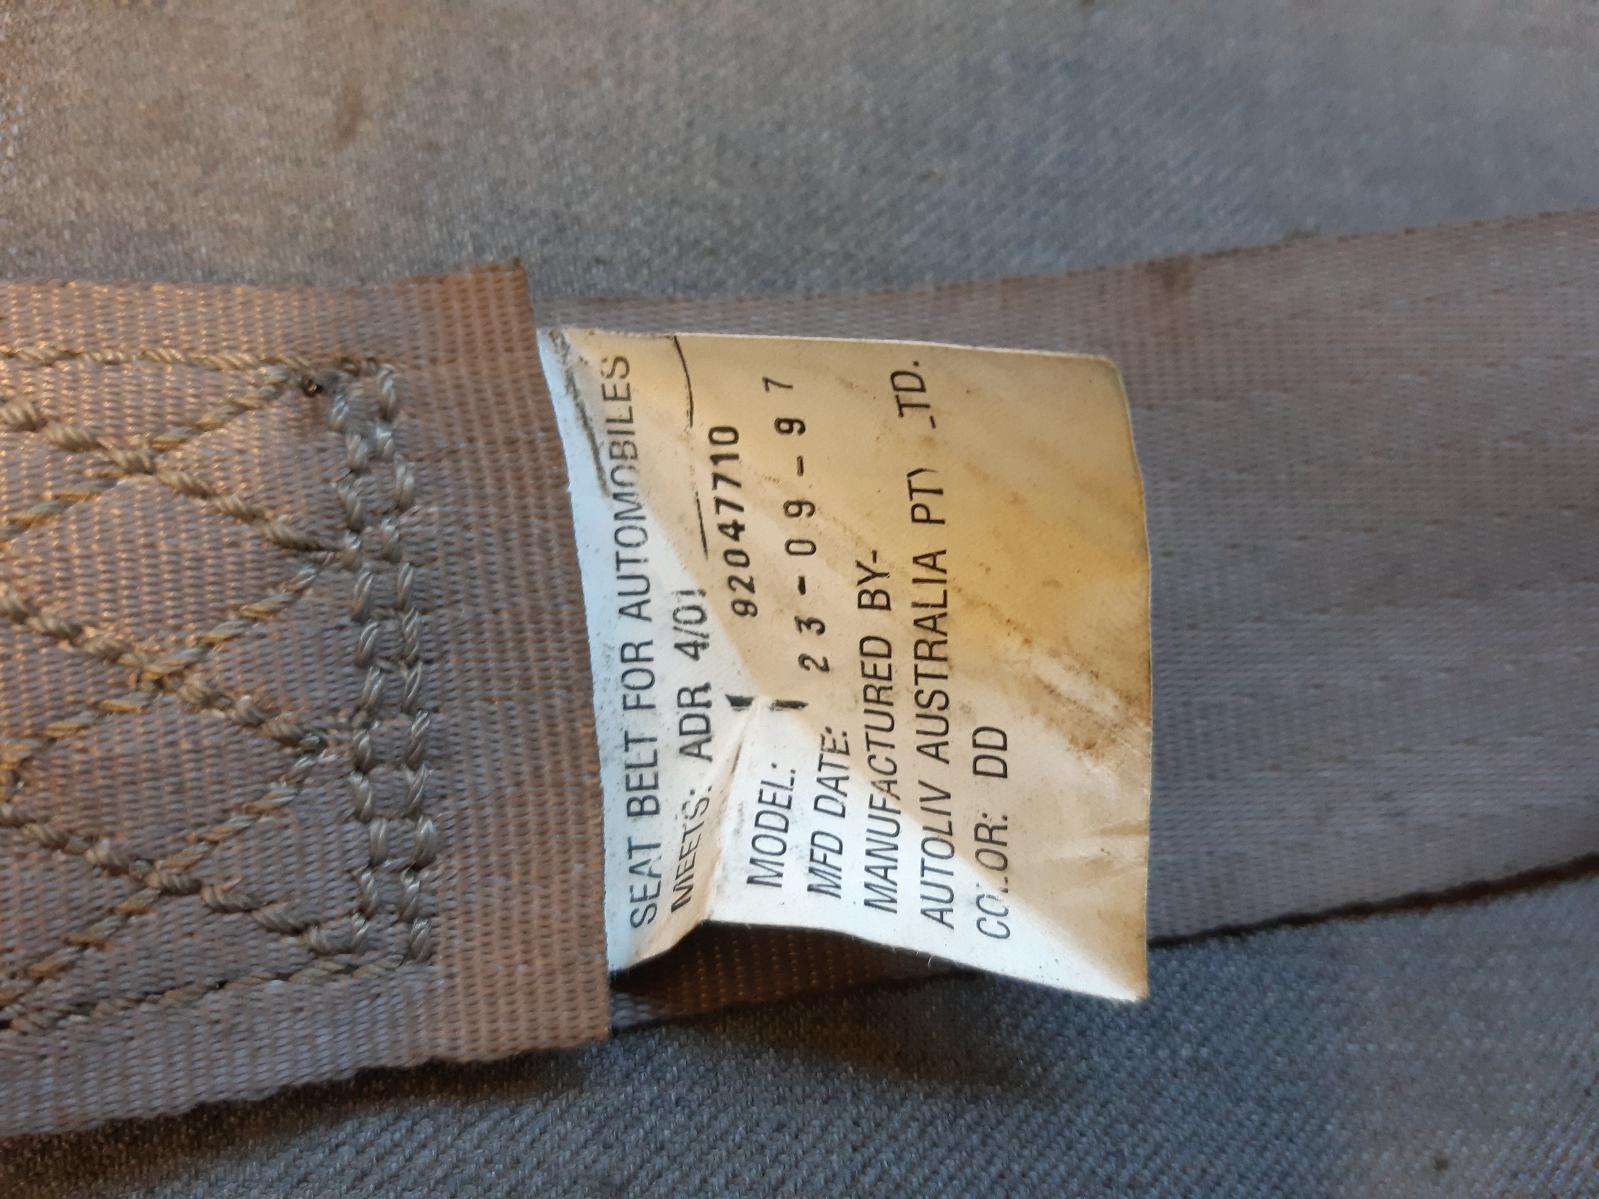 SEAT BELT FOR AUTOMOBILES
MEETS: ADR 4/01
MODEL: 92047710
MFD DATE: 23-09-97
MANUFACTURED BY-
AUTOLIV AUSTRALIA PTY LTD.
COLOR: DD